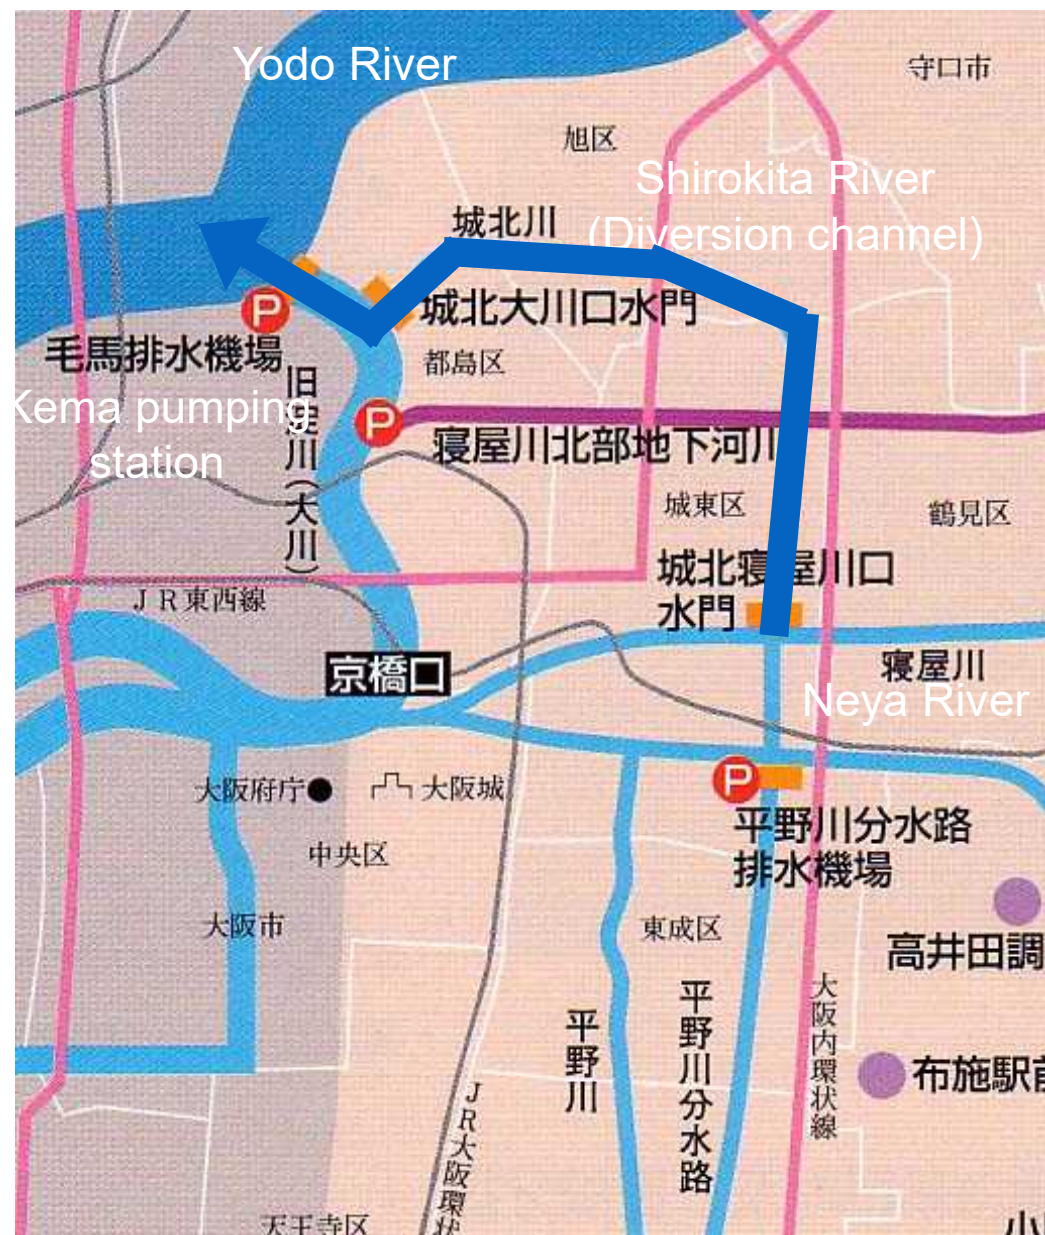 Yodo River
守口市
旭区
Shirokita River
(Diversion channel)
城北川
城北大川口水門
P
毛馬排水機場
Kema pumping
station
都島区
旧淀川(大川)
P
寝屋川北部地下河川
城東区
鶴見区
城北寝屋川口
水門
JR東西線
京橋口
寝屋川
Neya River
大阪府庁
大阪城
P
平野川分水路
排水機場
中央区
大阪市
東成区
高井田調
平野川
平野川分水路
大阪内環状線
布施駅前
JR大阪環状
天王寺区
小